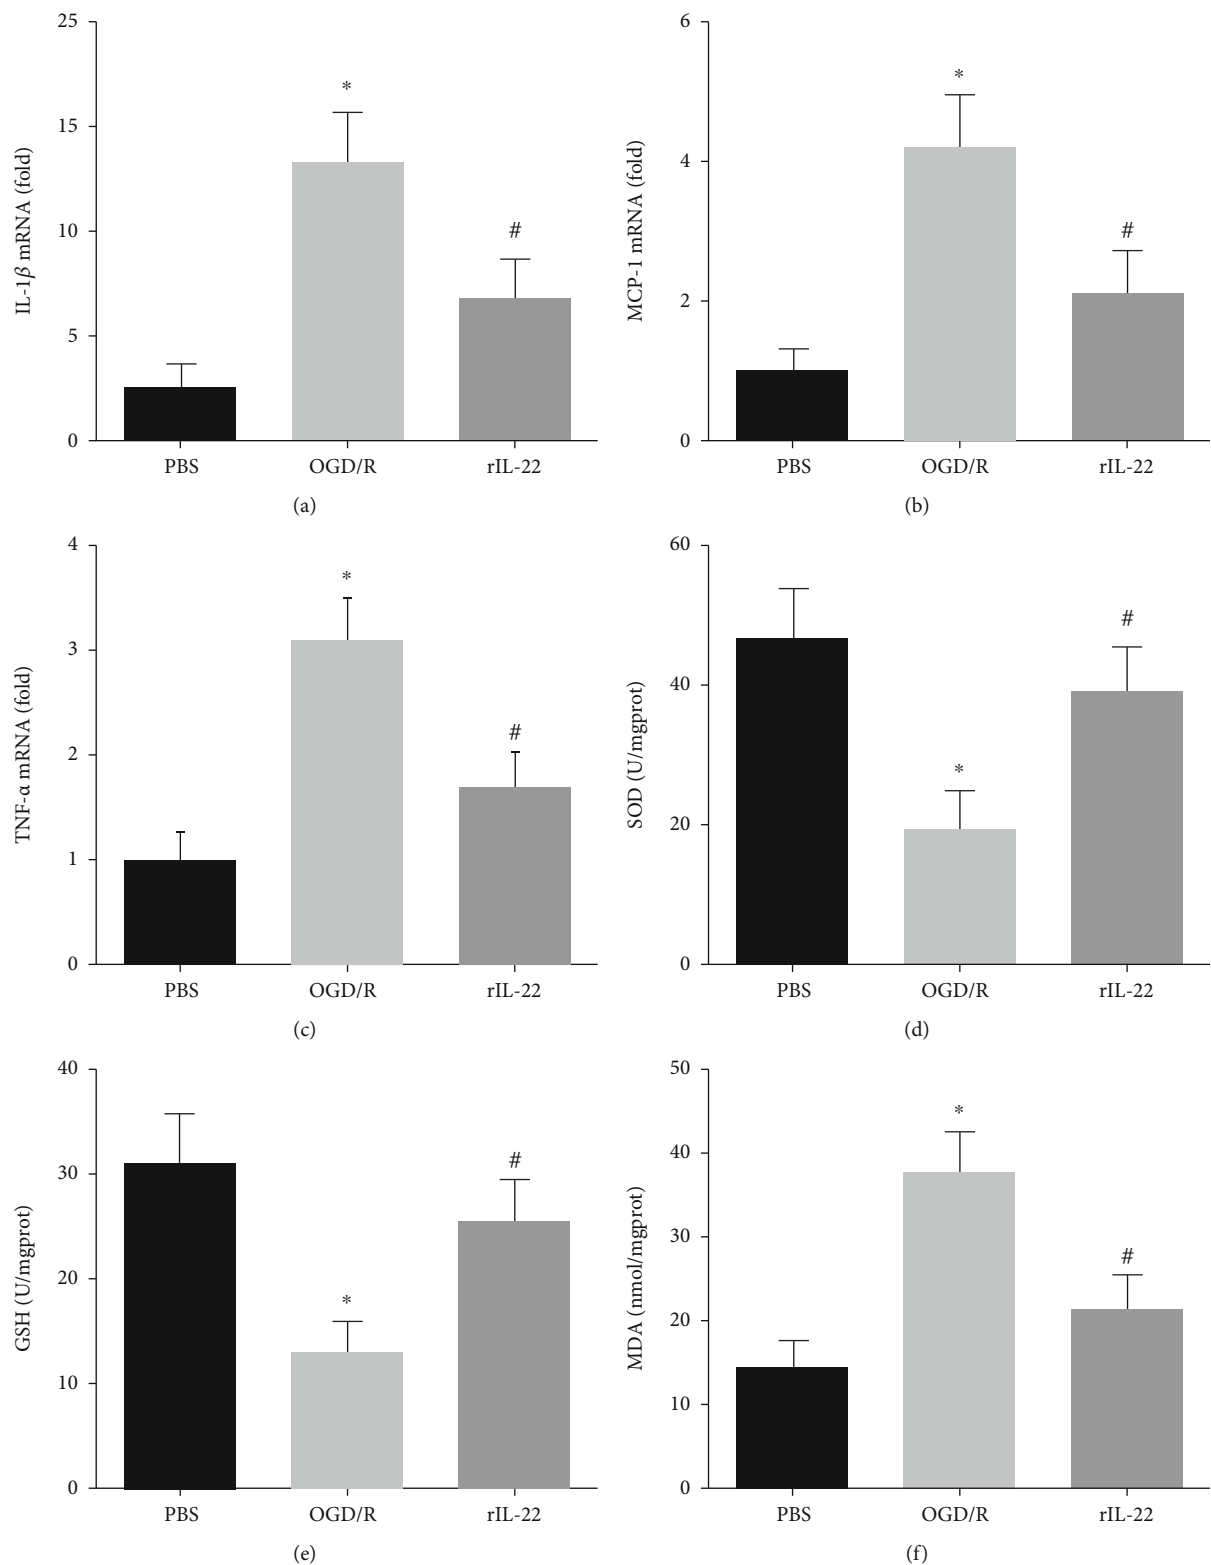 25
15
10
5
0
IL-1β mRNA (fold)
*
#
PBS OGD/R rIL-22
(a)
6
4
2
0
MCP-1 mRNA (fold)
*
#
PBS OGD/R rIL-22
(b)
4
3
2
1
0
TNF-α mRNA (fold)
*
#
PBS OGD/R rIL-22
(c)
60
40
20
0
SOD (U/mgprot)
*
#
PBS OGD/R rIL-22
(d)
40
30
20
10
0
GSH (U/mgprot)
*
#
PBS OGD/R rIL-22
(e)
50
40
30
20
10
0
MDA (nmol/mgprot)
*
#
PBS OGD/R rIL-22
(f)